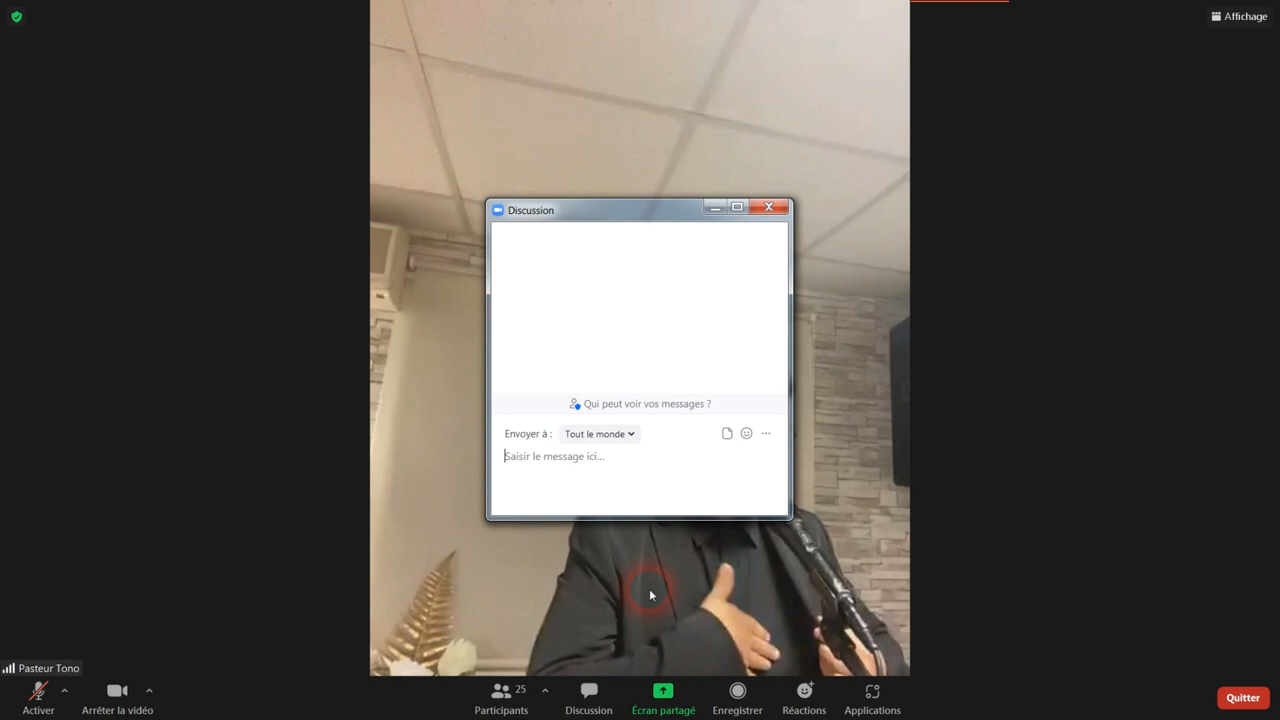 Affichage
Discussion
Qui peut voir vos messages ?
Envoyer à : Tout le monde
Saisir le message ici...
Pasteur Tono
Activer
Arrêter la vidéo
25
Participants
Discussion
Écran partagé
Enregistrer
Réactions
Applications
Quitter